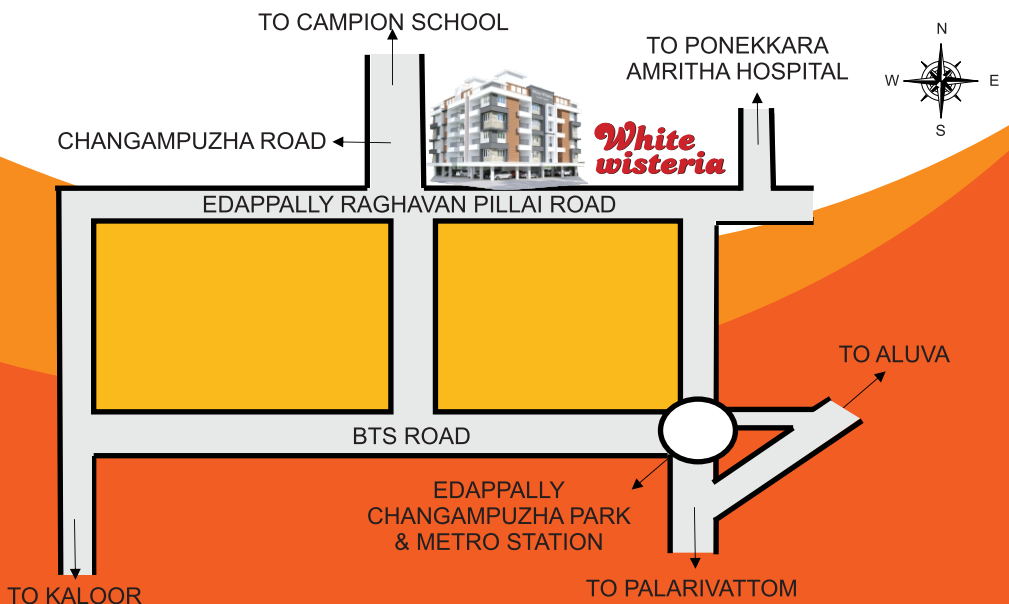 TO CAMPION SCHOOL
TO PONEKKARA
AMRITHA HOSPITAL
N
W
E
S
CHANGAMPUZHA ROAD
White
wisteria
EDAPPALLY RAGHAVAN PILLAI ROAD
TO ALUVA
BTS ROAD
EDAPPALLY
CHANGAMPUZHA PARK
& METRO STATION
TO PALARIVATTOM
TO KALOOR